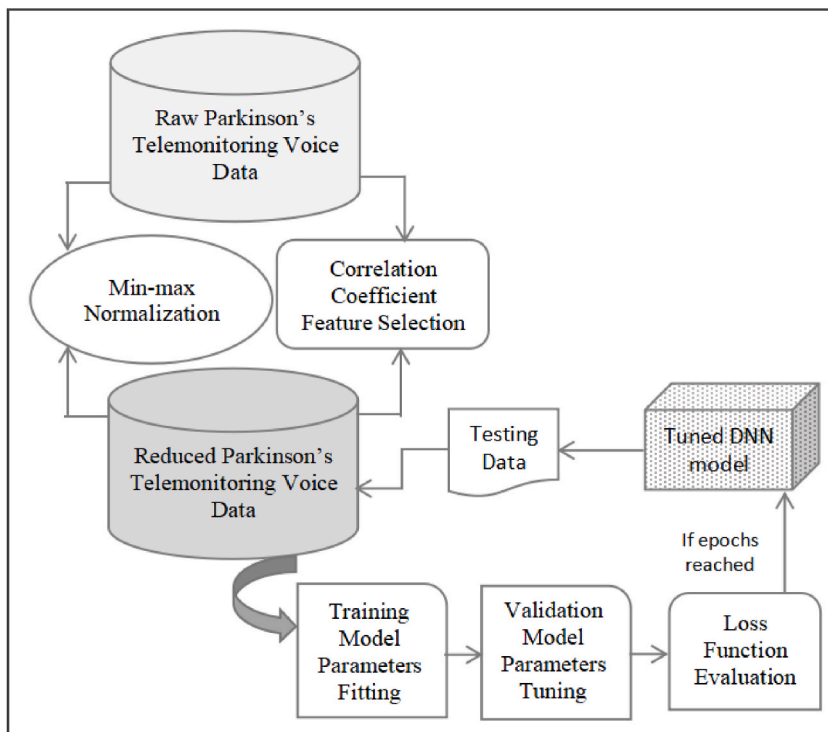 Raw Parkinson's
Telemonitoring Voice
Data
Min-max
Normalization
Correlation
Coefficient
Feature Selection
Reduced Parkinson's
Telemonitoring Voice
Data
Testing
Data
Tuned DNN
model
If epochs
reached
Training
Model
Parameters
Fitting
Validation
Model
Parameters
Tuning
Loss
Function
Evaluation